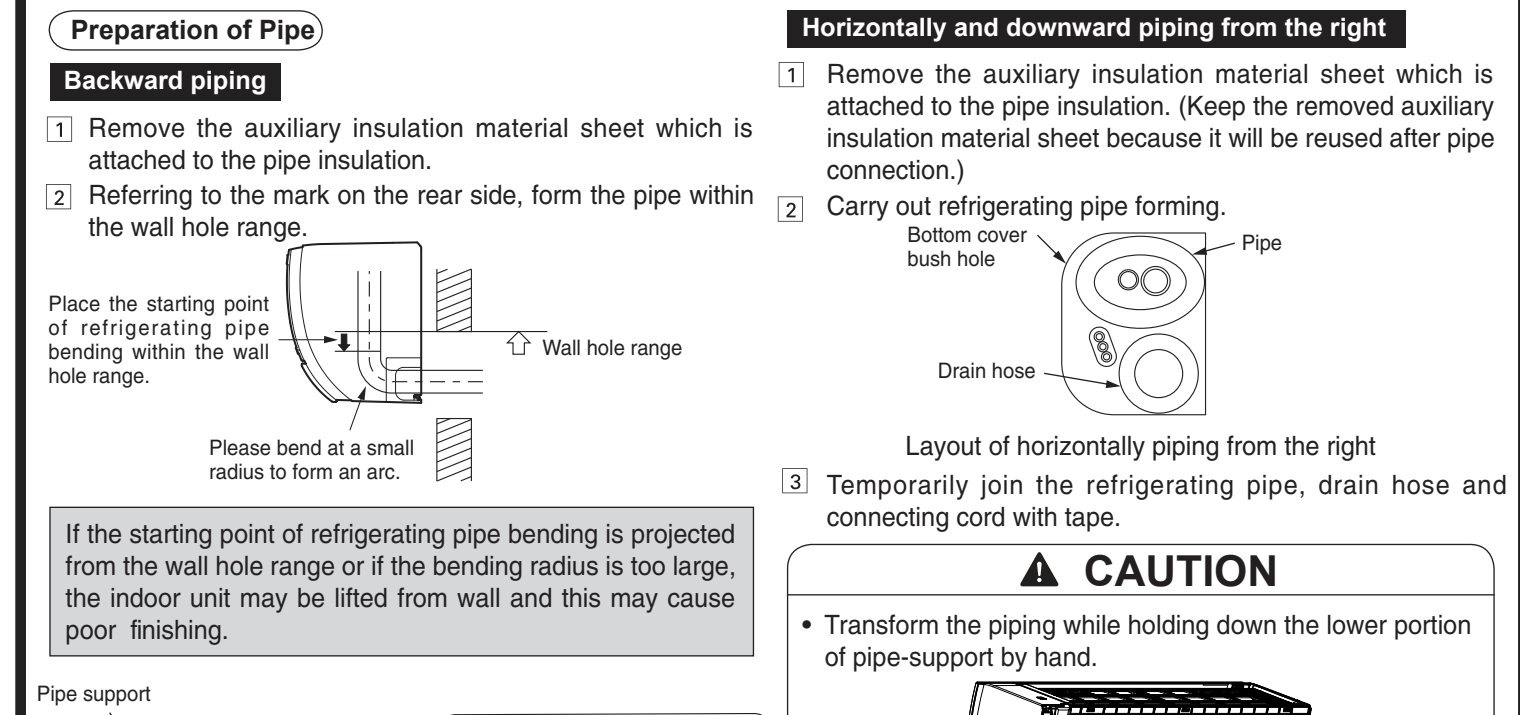 Preparation of Pipe
Backward piping
1 Remove the auxiliary insulation material sheet which is
attached to the pipe insulation.
2 Referring to the mark on the rear side, form the pipe within
the wall hole range.
Place the starting point
of refrigerating pipe
bending within the wall
hole range.
Wall hole range
Please bend at a small
radius to form an arc.
If the starting point of refrigerating pipe bending is projected
from the wall hole range or if the bending radius is too large,
the indoor unit may be lifted from wall and this may cause
poor finishing.
Pipe support
Horizontally and downward piping from the right
1 Remove the auxiliary insulation material sheet which is
attached to the pipe insulation. (Keep the removed auxiliary
insulation material sheet because it will be reused after pipe
connection.)
2 Carry out refrigerating pipe forming.
Bottom cover
bush hole
Pipe
Drain hose
Layout of horizontally piping from the right
3 Temporarily join the refrigerating pipe, drain hose and
connecting cord with tape.
CAUTION
• Transform the piping while holding down the lower portion
of pipe-support by hand.